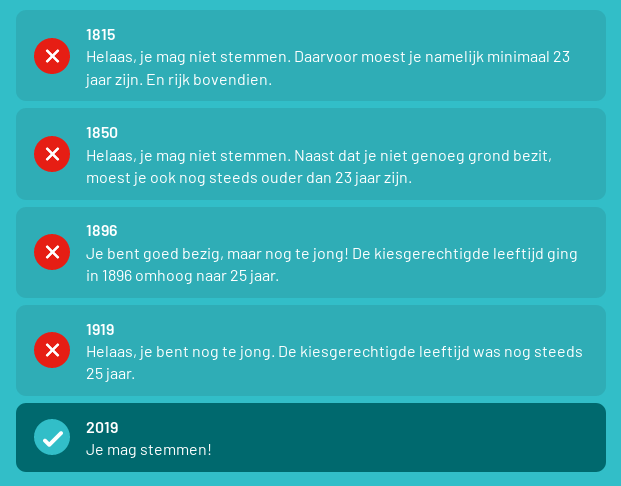 1815
Helaas, je mag niet stemmen. Daarvoor moest je namelijk minimaal 23
jaar zijn. En rijk bovendien.
1850
Helaas, je mag niet stemmen. Naast dat je niet genoeg grond bezit,
moest je ook nog steeds ouder dan 23 jaar zijn.
1896
Je bent goed bezig, maar nog te jong! De kiesgerechtigde leeftijd ging
in 1896 omhoog naar 25 jaar.
1919
Helaas, je bent nog te jong. De kiesgerechtigde leeftijd was nog steeds
25 jaar.
2019
Je mag stemmen!